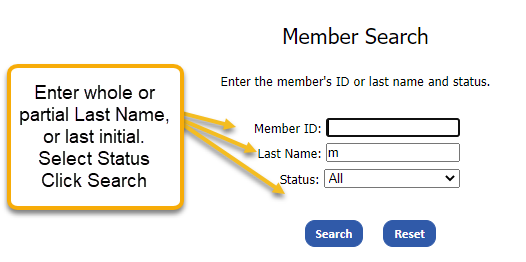 Member Search
Enter the member's ID or last name and status.
Enter whole or
partial Last Name,
or last initial.
Select Status
Click Search
Member ID:
Last Name: m
Status: All
Search Reset